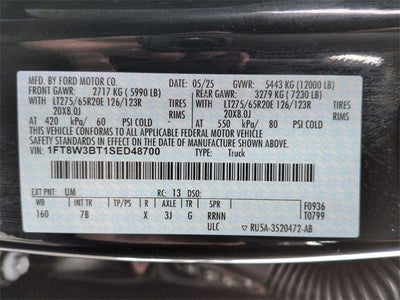 MFD. BY FORD MOTOR CO. 05/25 GVWR: 5443 KG (12000 LB)
FRONT GAWR: 2717 KG (5990 LB) REAR GAWR: 3279 KG (7230 LB)
WITH LT275/65R20E 126/123R TIRES WITH LT275/65R20E 126/123R TIRES
20X8.0J RIMS 20X8.0J RIMS
AT 420 kPa/ 60 PSI COLD AT 550 kPa/ 80 PSI COLD
THIS VEHICLE CONFORMS TO ALL APPLICABLE FEDERAL MOTOR VEHICLE SAFETY STANDARDS IN EFFECT ON THE DATE OF MANUFACTURE SHOWN ABOVE.
VIN: 1FT8W3BT1SED48700 TYPE: Truck
EXT PNT: UM RC: 13 DSO: F0936
WB INT TR TP/PS R AXLE TR SPR T0799
160 7B X 3J G RRNN
ULC RU5A-3520472-AB